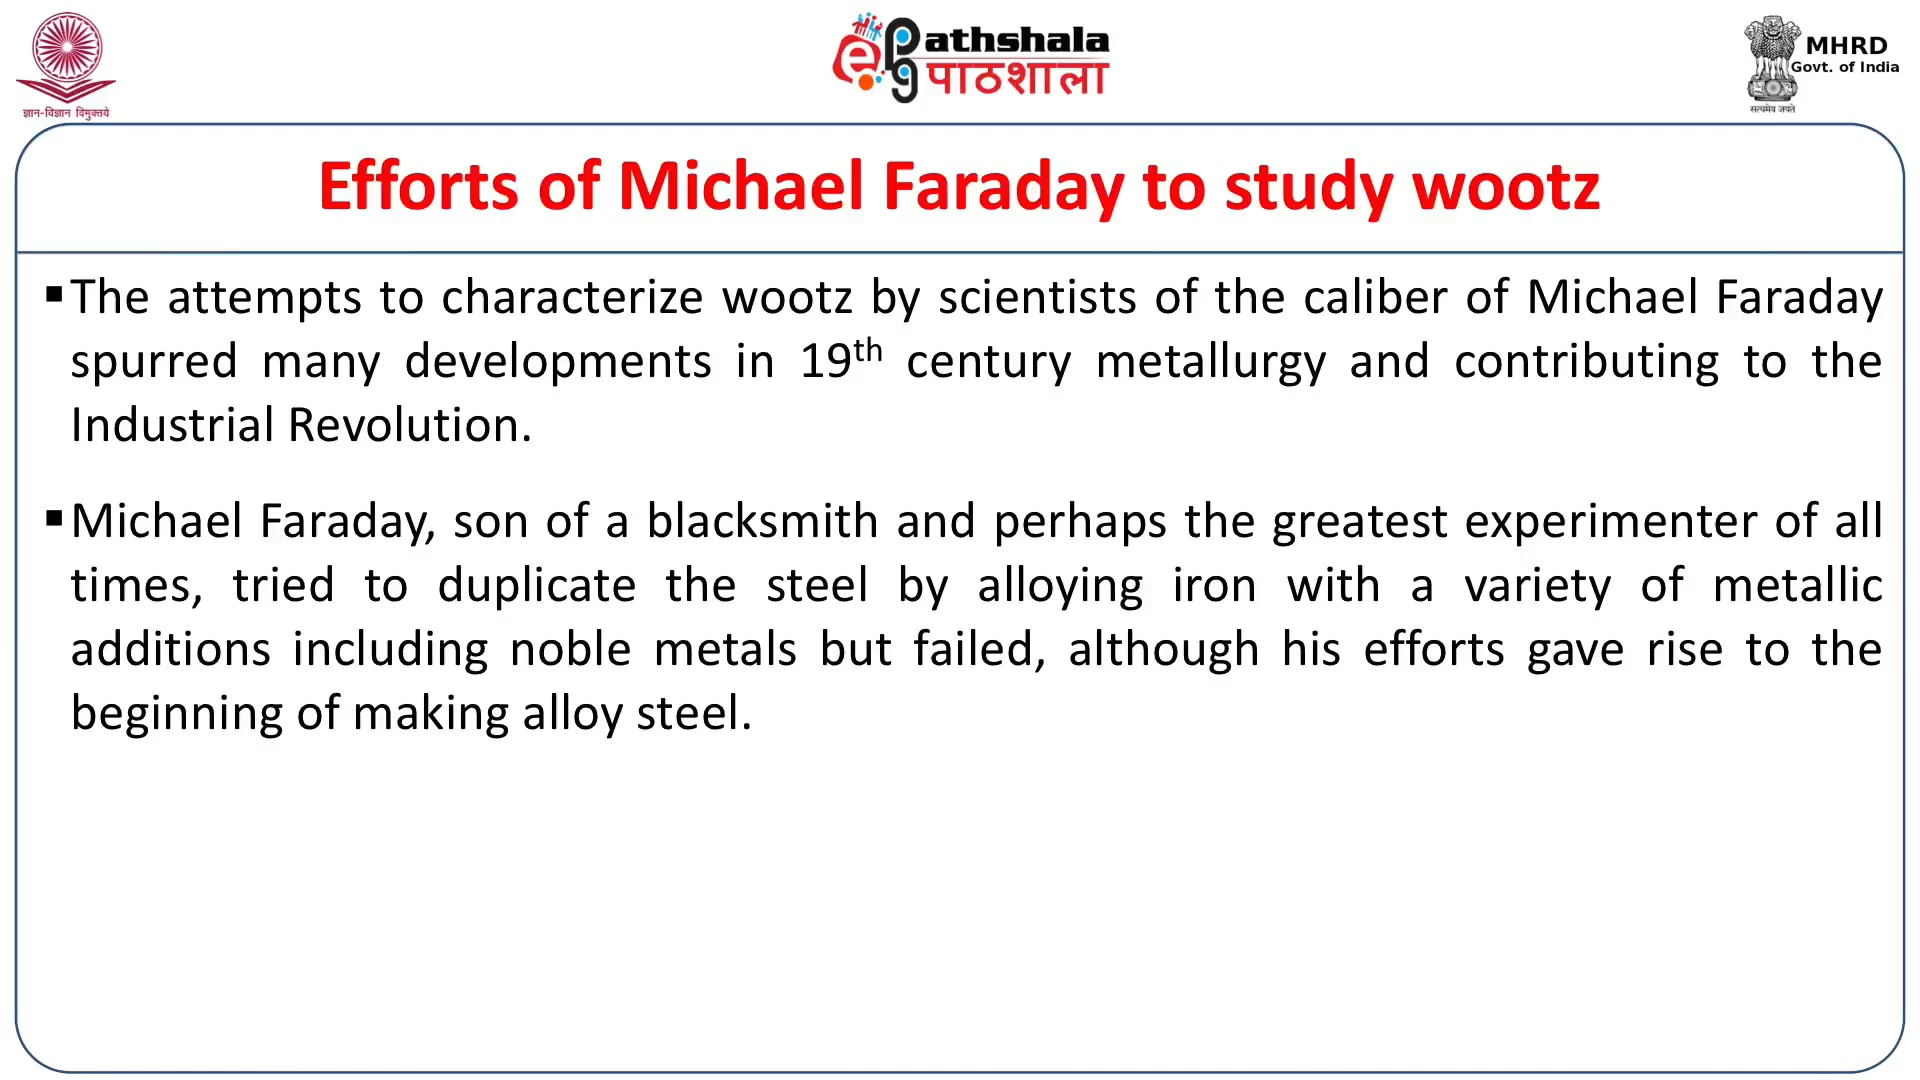 ज्ञान-विज्ञान विमुक्तये
ePG Pathshala
पाठशाला
MHRD
Govt. of India
सत्यमेव जयते
Efforts of Michael Faraday to study wootz
▪The attempts to characterize wootz by scientists of the caliber of Michael Faraday
spurred many developments in 19th century metallurgy and contributing to the
Industrial Revolution.
▪Michael Faraday, son of a blacksmith and perhaps the greatest experimenter of all
times, tried to duplicate the steel by alloying iron with a variety of metallic
additions including noble metals but failed, although his efforts gave rise to the
beginning of making alloy steel.